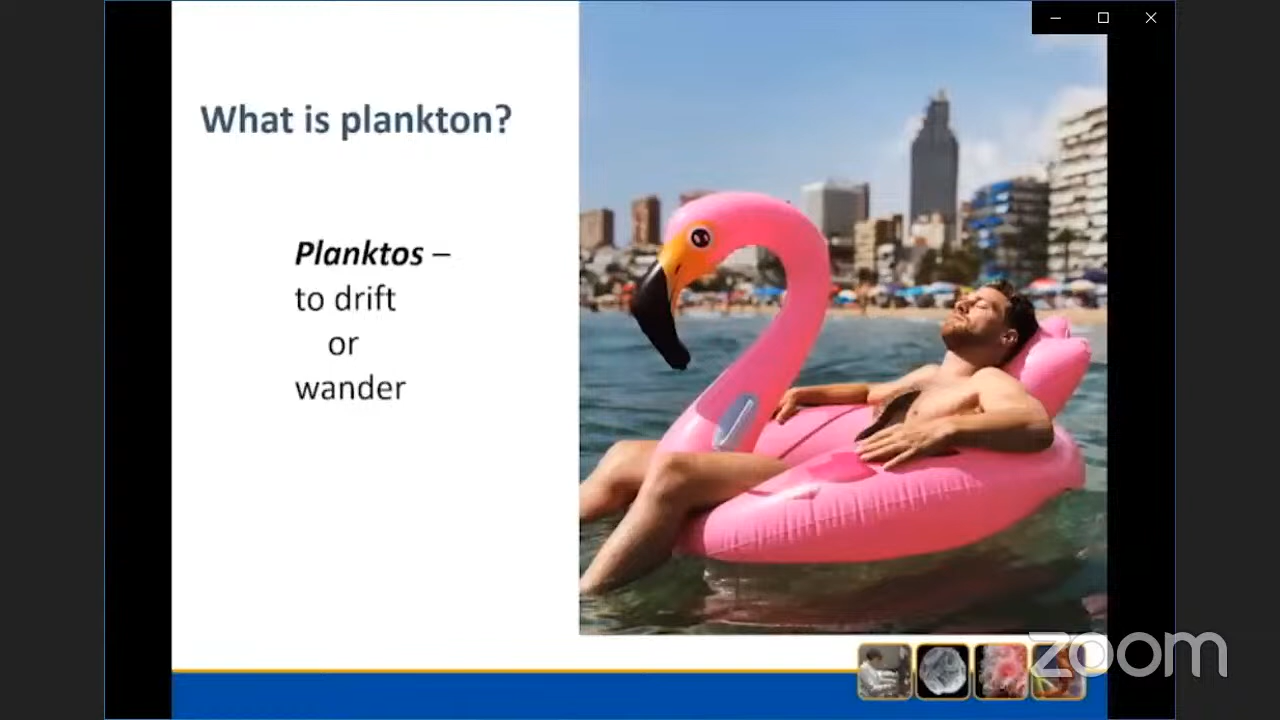 What is plankton?
Planktos –
to drift
or
wander
zoom